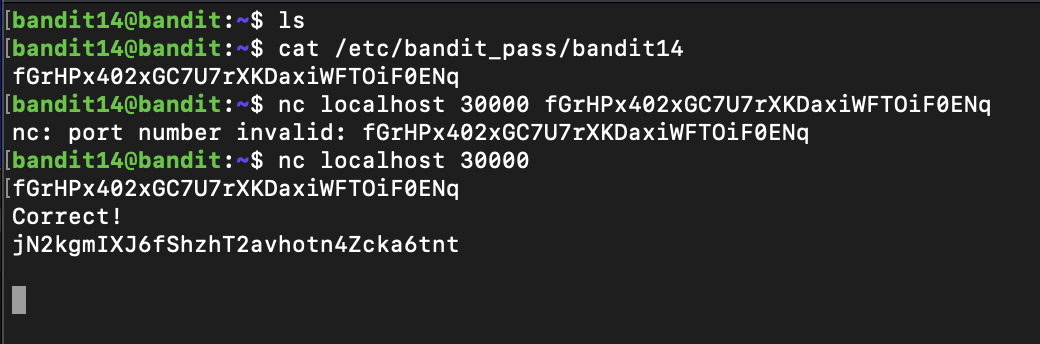 [bandit14@bandit:~$ ls
[bandit14@bandit:~$ cat /etc/bandit_pass/bandit14
fGrHPx402xGC7U7rXKDaxiWFTOiF0ENq
[bandit14@bandit:~$ nc localhost 30000 fGrHPx402xGC7U7rXKDaxiWFTOiF0ENq
nc: port number invalid: fGrHPx402xGC7U7rXKDaxiWFTOiF0ENq
[bandit14@bandit:~$ nc localhost 30000
[fGrHPx402xGC7U7rXKDaxiWFTOiF0ENq
Correct!
jN2kgmIXJ6fShzhT2avhotn4Zcka6tnt